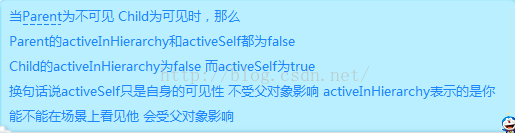 当Parent为不可见 Child为可见时，那么
Parent的activeInHierarchy和activeSelf都为false
Child的activeInHierarchy为false 而activeSelf为true
http://blog.csdn.net/
换句话说activeSelf只是自身的可见性 不受父对象影响 activeInHierarchy表示的是你
能不能在场景上看见他 会受父对象影响